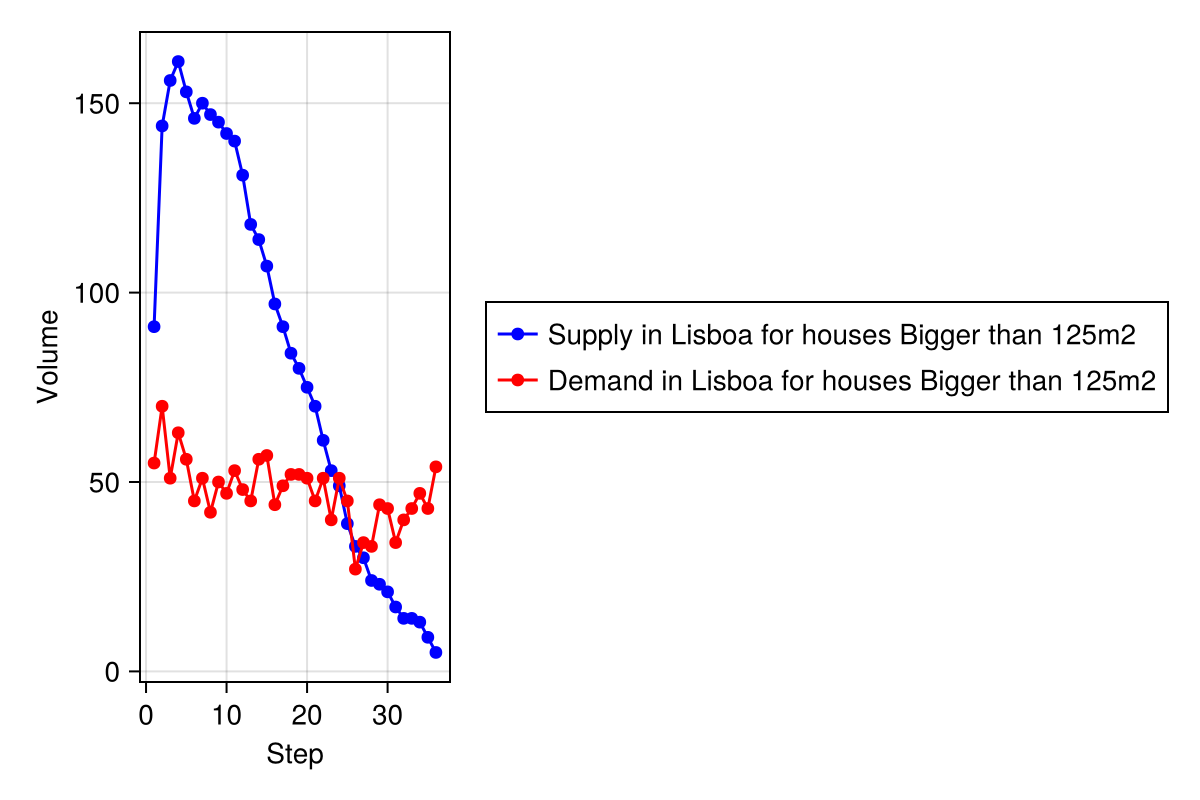 150
100
50
0
Volume
0 10 20 30
Step
Supply in Lisboa for houses Bigger than 125m2
Demand in Lisboa for houses Bigger than 125m2